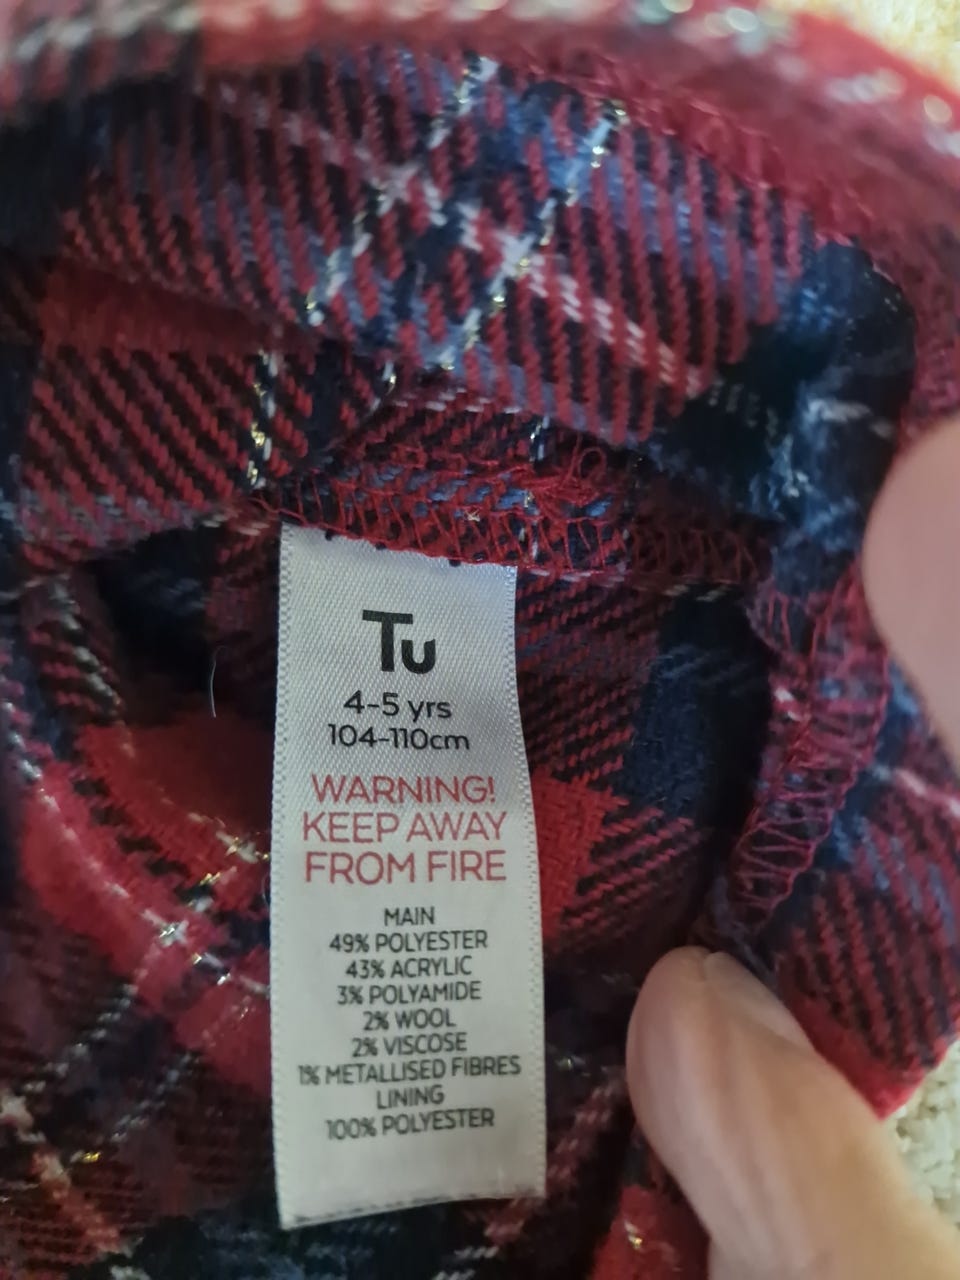 Tu
4-5 yrs
104-110cm
WARNING!
KEEP AWAY
FROM FIRE
MAIN
49% POLYESTER
43% ACRYLIC
3% POLYAMIDE
2% WOOL
2% VISCOSE
1% METALLISED FIBRES
LINING
100% POLYESTER